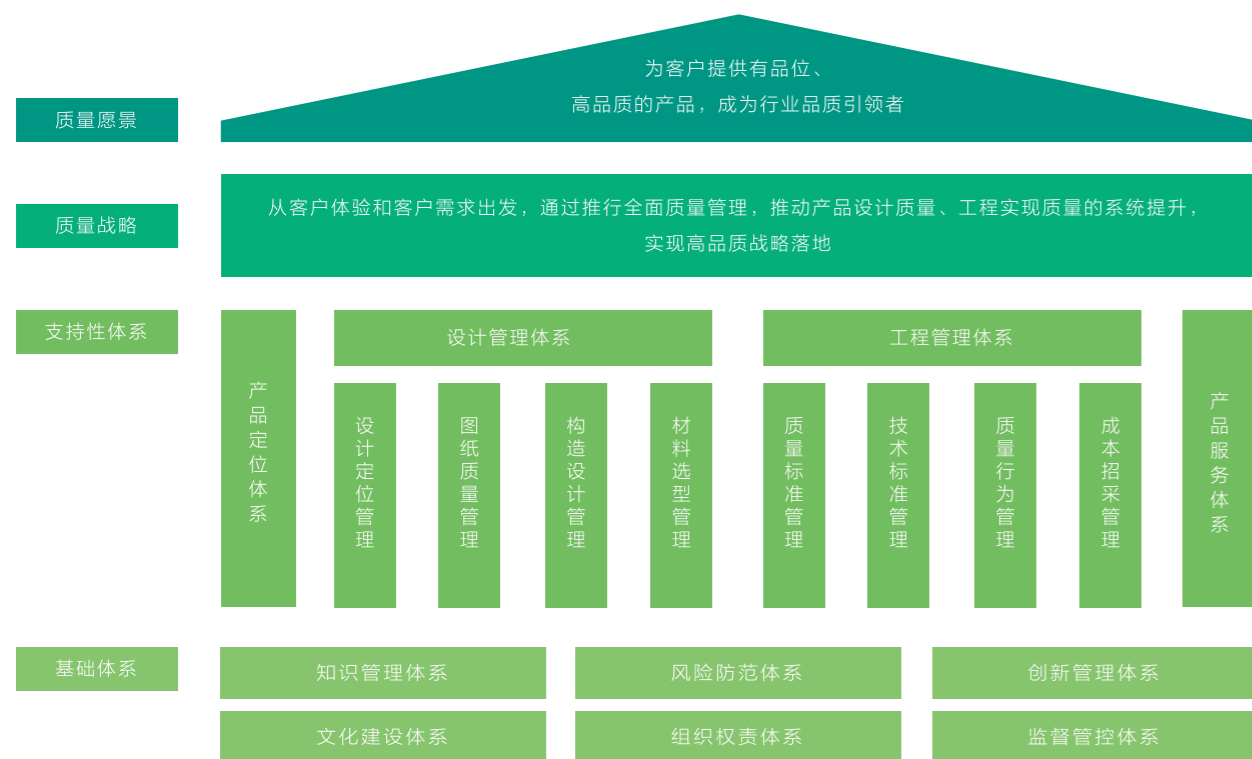 为客户提供有品位、
高品质的产品，成为行业品质引领者
质量愿景
从客户体验和客户需求出发，通过推行全面质量管理，推动产品设计质量、工程实现质量的系统提升，
实现高品质战略落地
质量战略
支持性体系
产品定位体系
设计管理体系
设计定位管理
图纸质量管理
构造设计管理
材料选型管理
工程管理体系
质量标准管理
技术标准管理
质量行为管理
成本招采管理
产品服务体系
基础体系
知识管理体系
风险防范体系
创新管理体系
文化建设体系
组织权责体系
监督管控体系